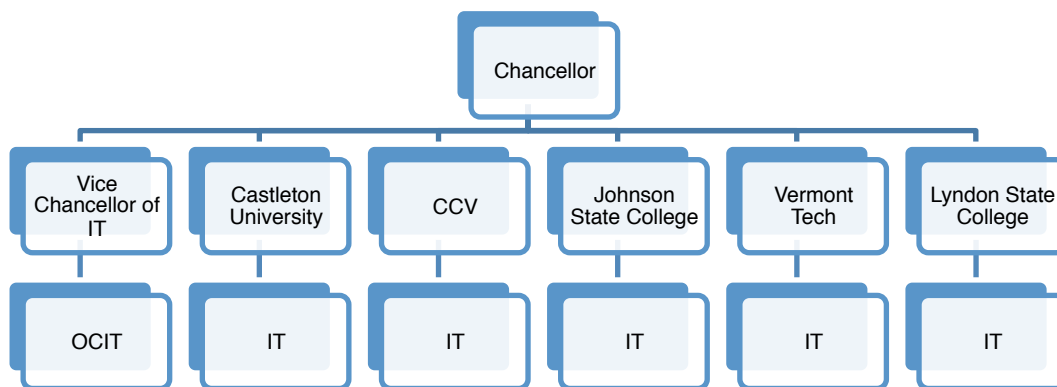 Chancellor
Vice
Chancellor of
IT
Castleton
University
CCV
Johnson
State College
Vermont
Tech
Lyndon State
College
OCIT
IT
IT
IT
IT
IT